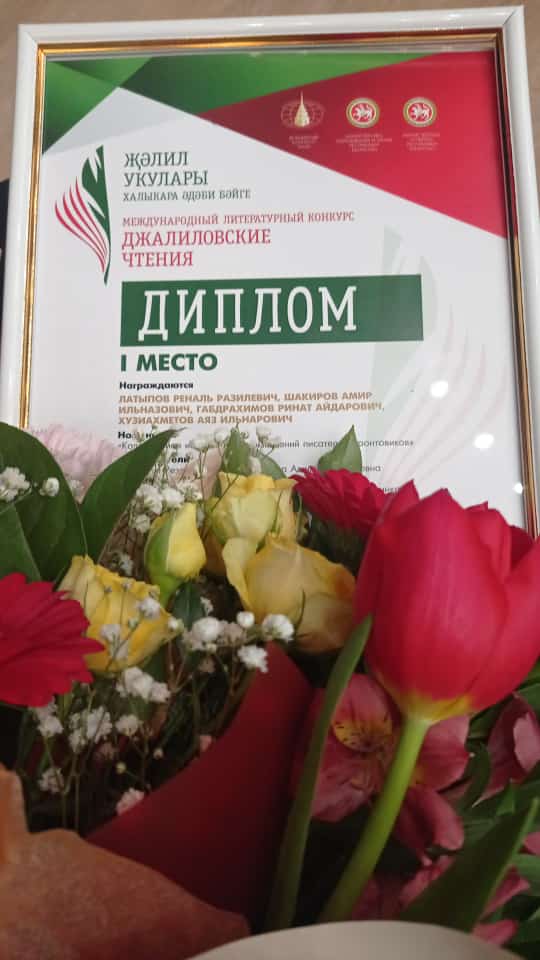 ҖӘЛИЛ
УКУЛАРЫ
ХАЛЫКАРА ӘДӘБИ БӘЙГЕ
МЕЖДУНАРОДНЫЙ ЛИТЕРАТУРНЫЙ КОНКУРС
ДЖАЛИЛОВСКИЕ
ЧТЕНИЯ
ДИПЛОМ
I МЕСТО
Награждаются
ЛАТЫПОВ РЕНАЛЬ РАЗИЛЕВИЧ, ШАКИРОВ АМИР
ИЛЬНАЗОВИЧ, ГАБДРАХИМОВ РИНАТ АЙДАРОВИЧ,
ХУЗИАХМЕТОВ АЯЗ ИЛЬНАРОВИЧ